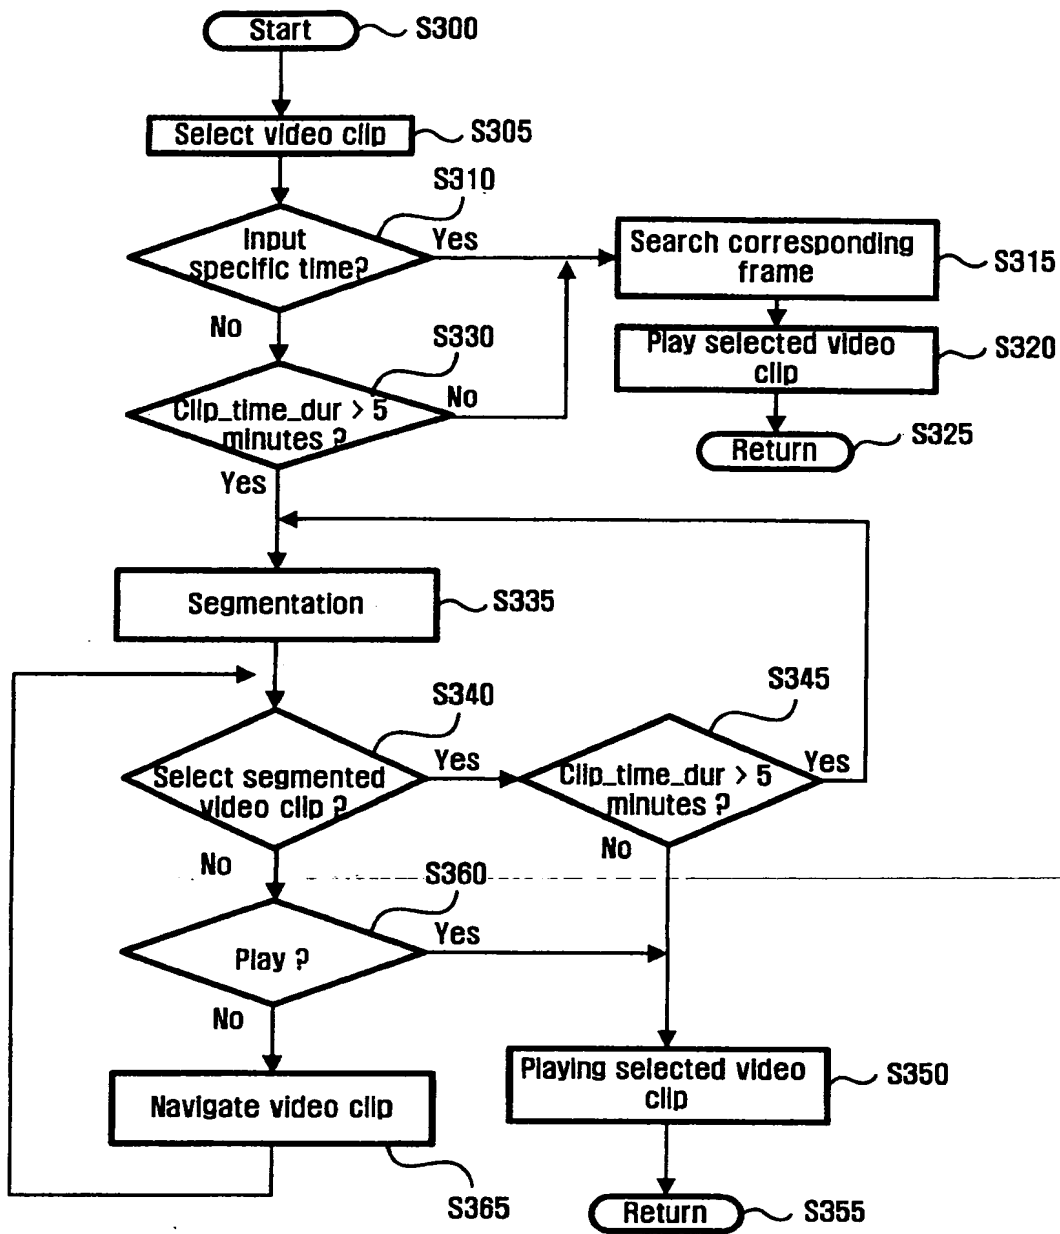 Start
S300
Select video clip
S305
S310
Input
specific time?
Yes
Search corresponding
frame
S315
No
S330
Play selected video
clip
S320
Clip_time_dur > 5
minutes ?
No
Return
S325
Yes
Segmentation
S335
S340
S345
Select segmented
video clip ?
Yes
Clip_time_dur > 5
minutes ?
Yes
No
No
S360
Play ?
Yes
No
Playing selected video
clip
S350
Navigate video clip
S365
Return
S355